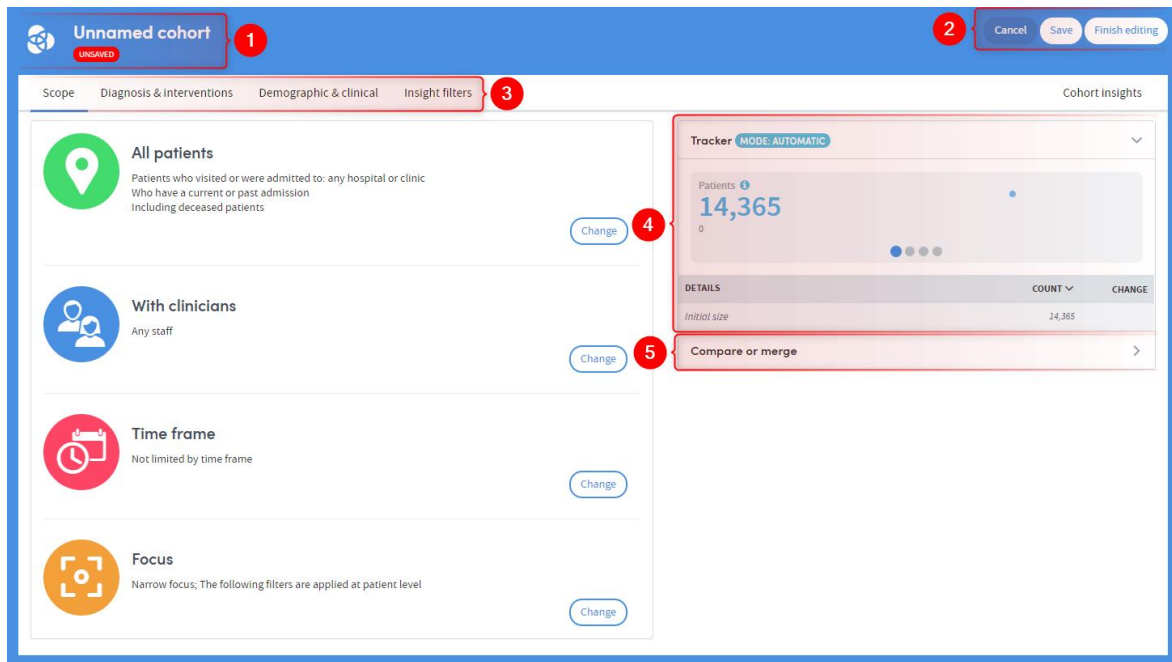 Unnamed cohort
UNSAVED
1
2
Cancel
Save
Finish editing
Scope
Diagnosis & interventions
Demographic & clinical
Insight filters
3
Cohort insights
All patients
Patients who visited or were admitted to: any hospital or clinic
Who have a current or past admission
Including deceased patients
Change
With clinicians
Any staff
Change
Time frame
Not limited by time frame
Change
Focus
Narrow focus; The following filters are applied at patient level
Change
4
Tracker MODE: AUTOMATIC
Patients
14,365
0
DETAILS COUNT CHANGE
Initial size 14,365
5
Compare or merge